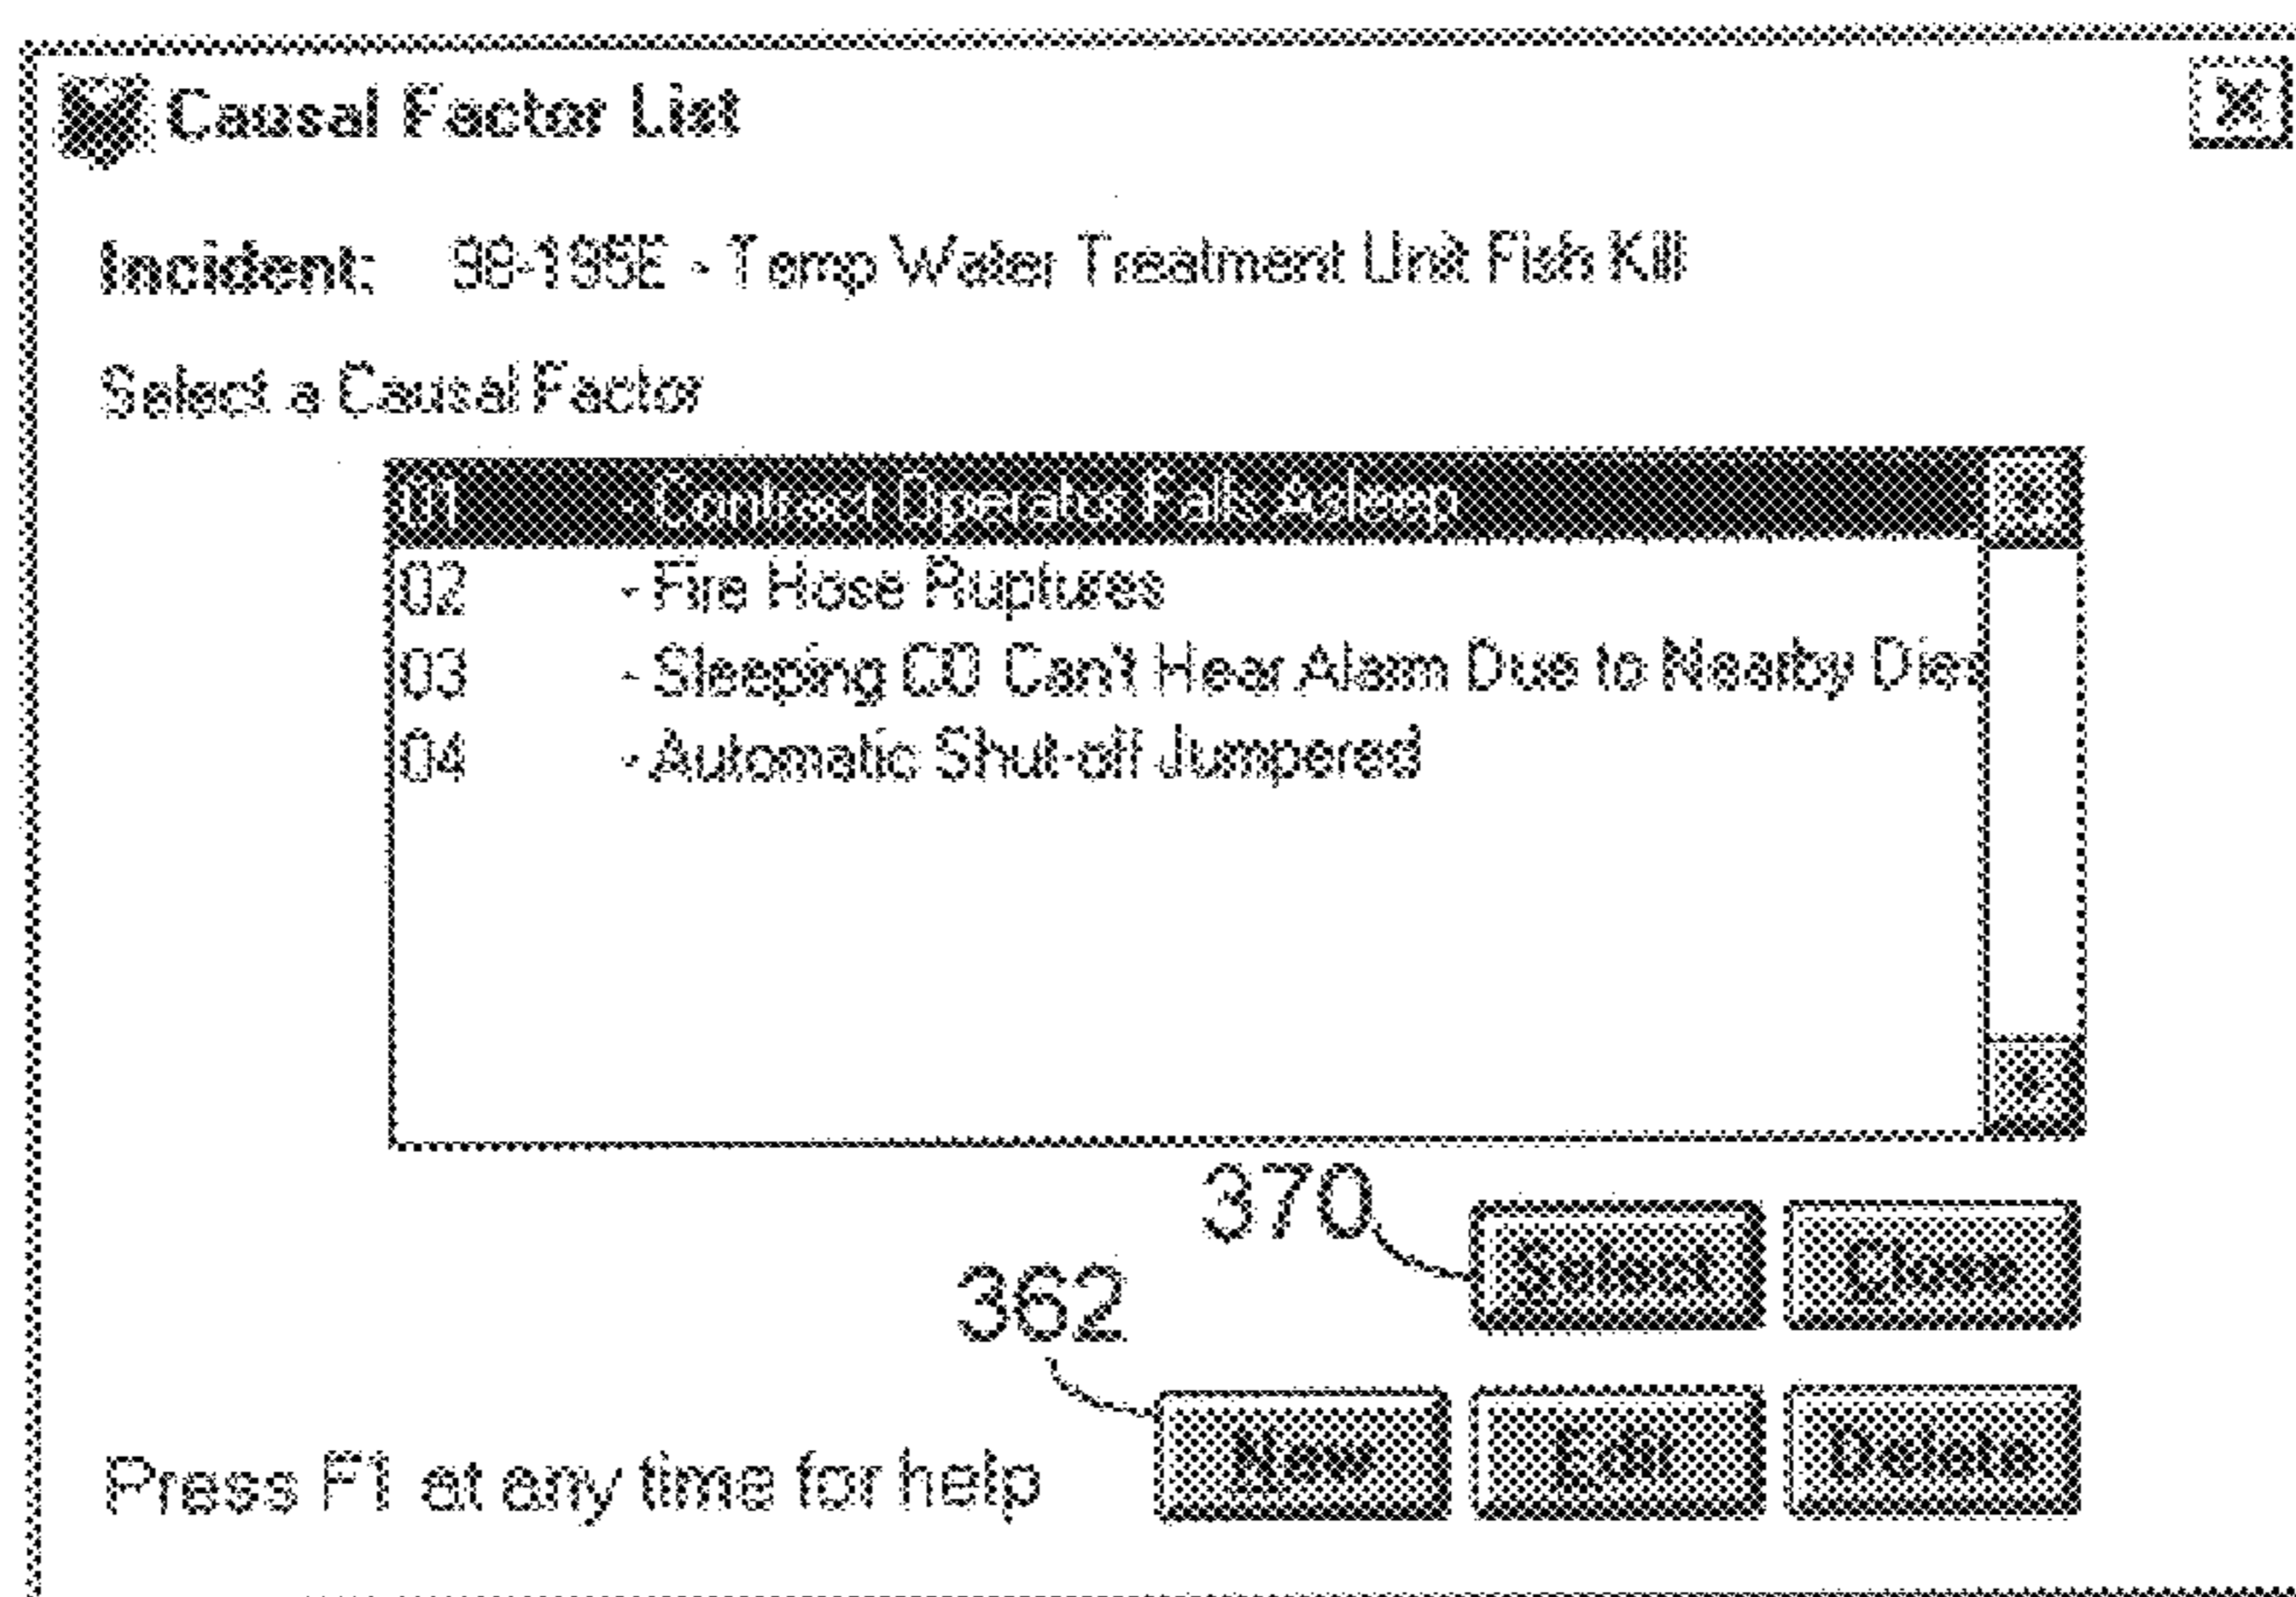 Causal Factor List
Incident: 98-195E - Temp Water Treatment Unit Fish Kill
Select a Causal Factor
01 - Contract Operator Falls Asleep
02 - Fire Hose Ruptures
03 - Sleeping CO Can't Hear Alarm Due to Nearby Dies
04 - Automatic Shut-off Jumpered
370
Select Close
362
New Edit Delete
Press F1 at any time for help